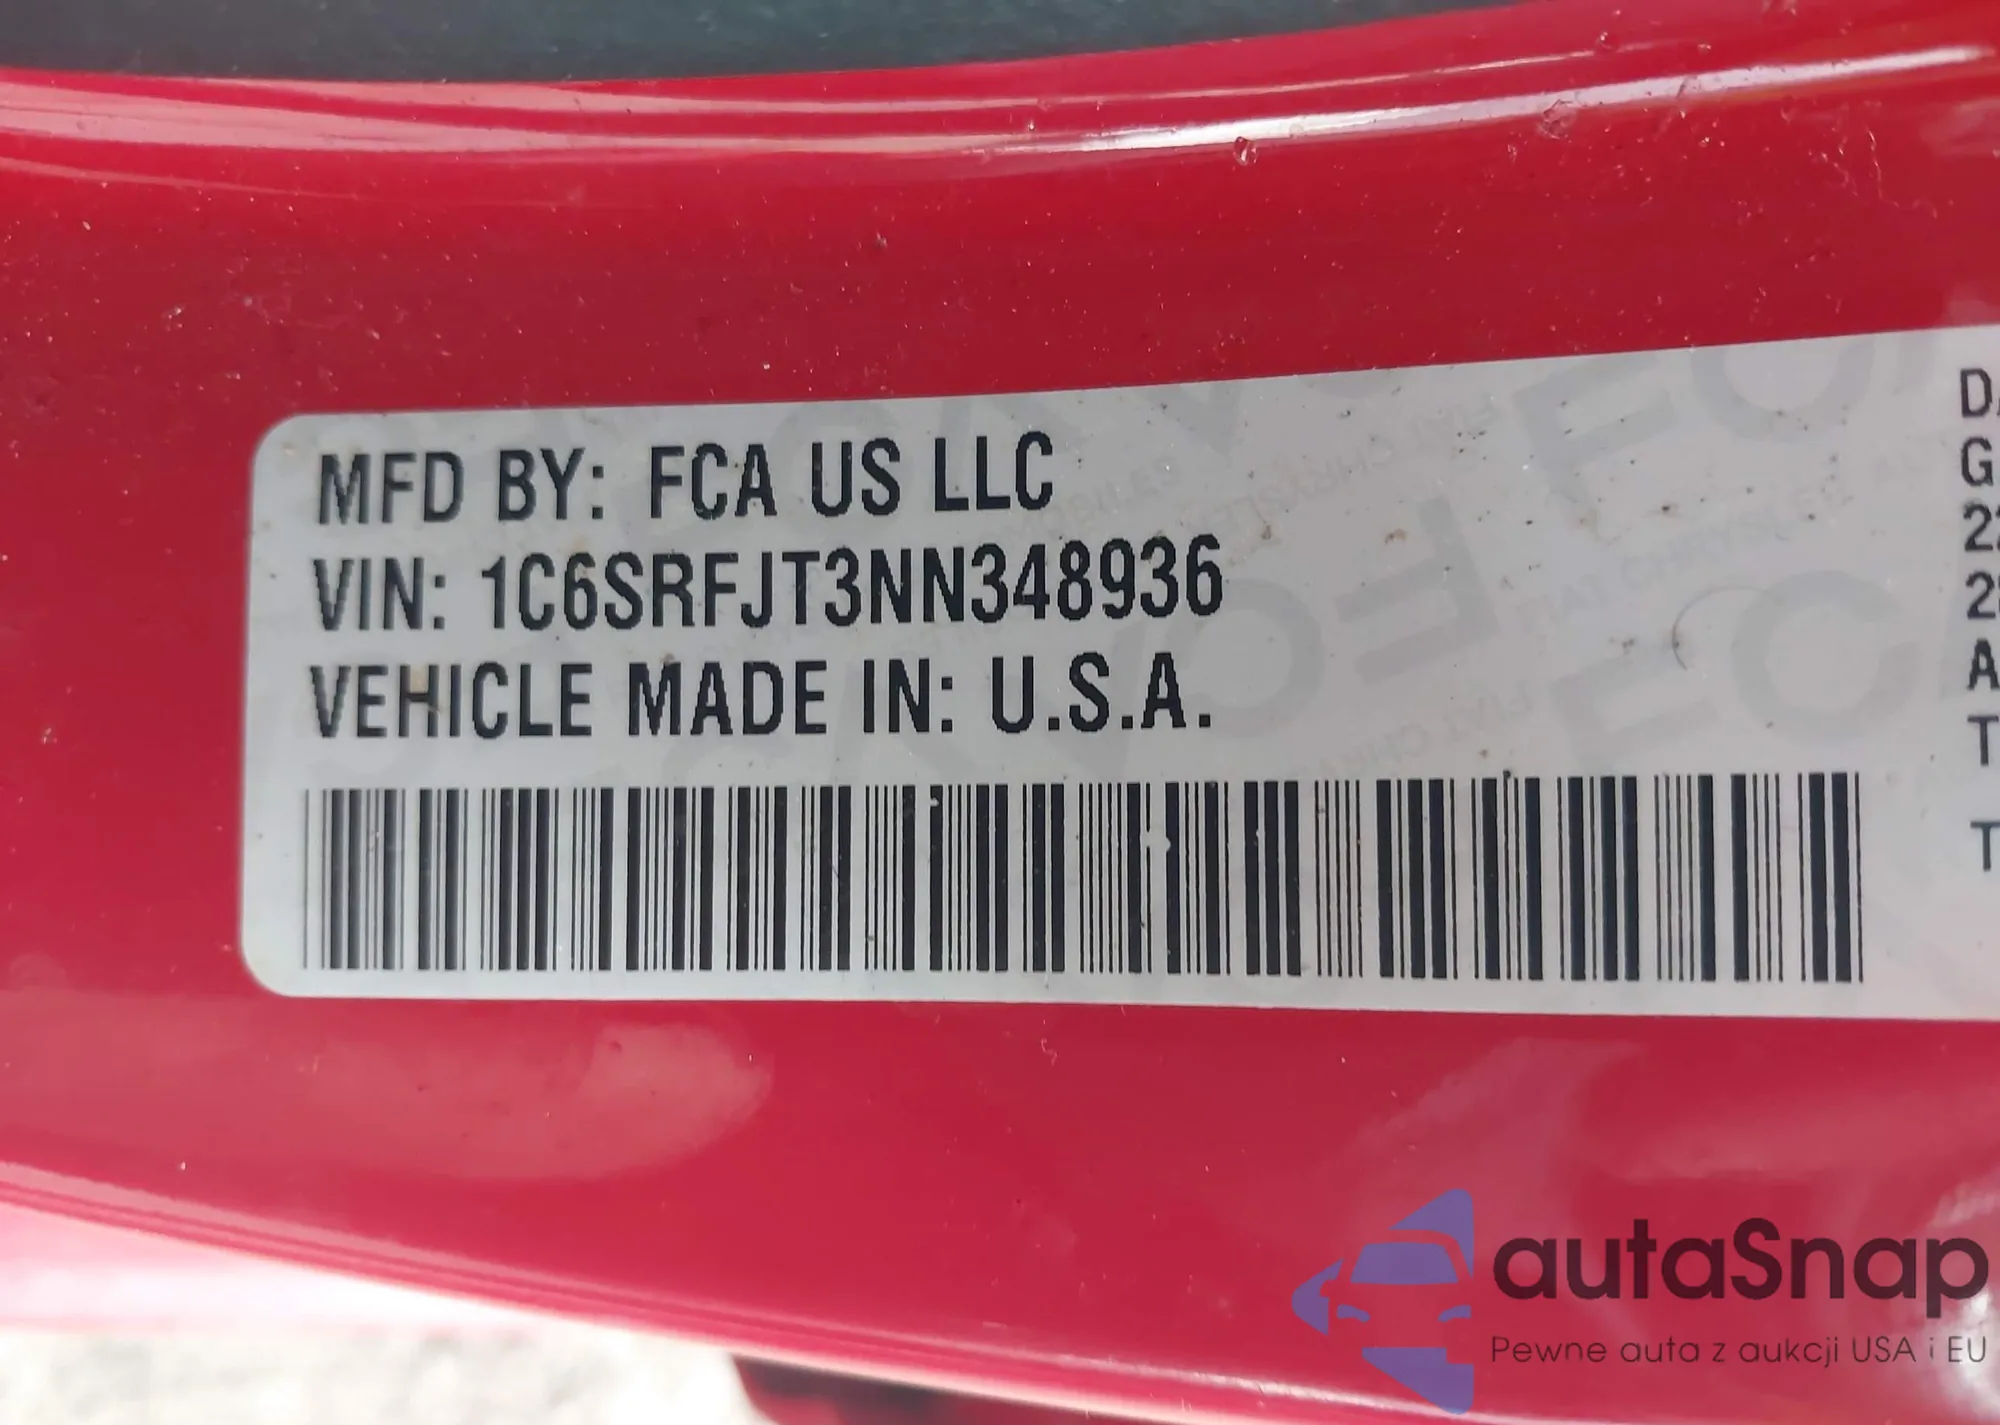 MFD BY: FCA US LLC
VIN: 1C6SRFJT3NN348936
VEHICLE MADE IN: U.S.A.
autaSnap
Pewne auta z aukcji USA i EU